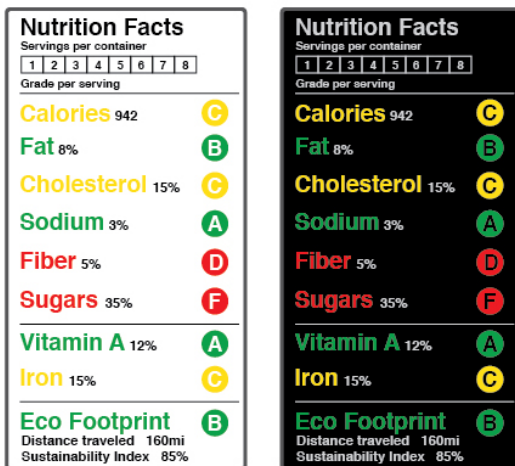 Nutrition Facts
Servings per container
1 2 3 4 5 6 7 8
Grade per serving
Calories 942 C
Fat 8% B
Cholesterol 15% C
Sodium 3% A
Fiber 5% D
Sugars 35% F
Vitamin A 12% A
Iron 15% C
Eco Footprint B
Distance traveled 160mi
Sustainability Index 85%
Nutrition Facts
Servings per container
1 2 3 4 5 6 7 8
Grade per serving
Calories 942 C
Fat 8% B
Cholesterol 15% C
Sodium 3% A
Fiber 5% D
Sugars 35% F
Vitamin A 12% A
Iron 15% C
Eco Footprint B
Distance traveled 160mi
Sustainability Index 85%